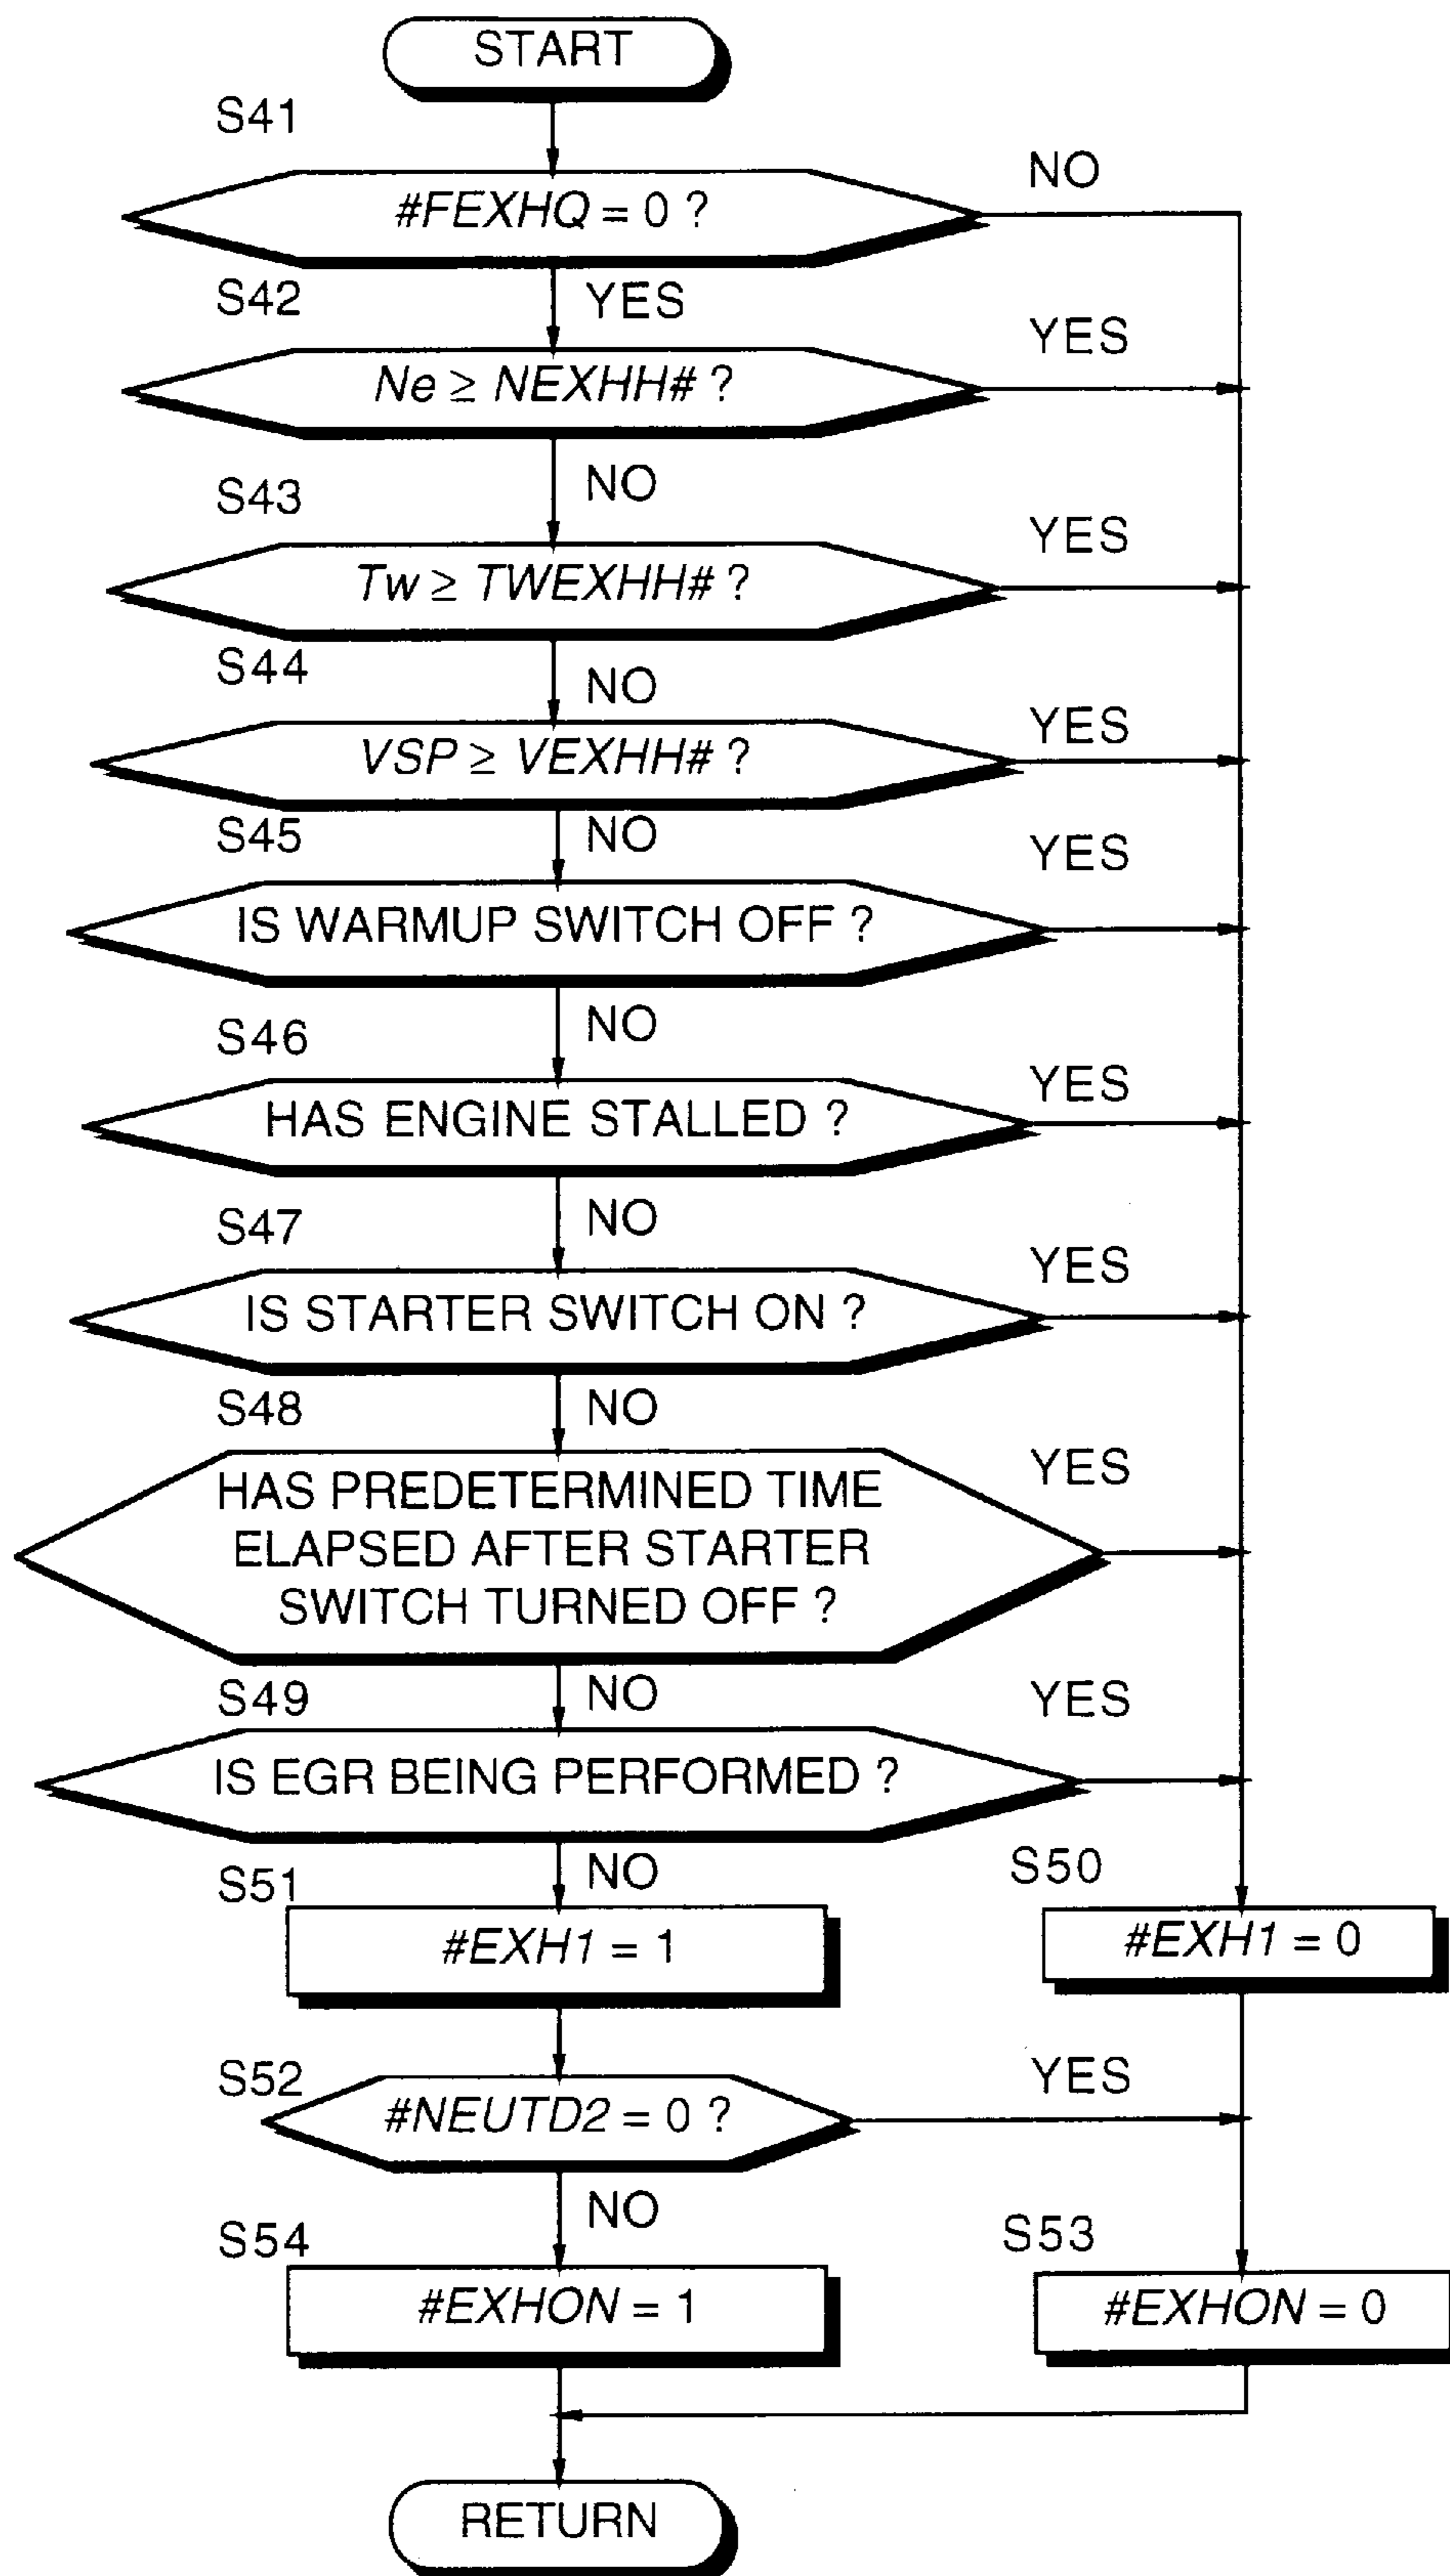 START
S41
NO
#FEXHQ = 0 ?
S42
YES
YES
Ne ≥ NEXHH# ?
S43
NO
YES
Tw ≥ TWEXHH# ?
S44
NO
YES
VSP ≥ VEXHH# ?
S45
NO
YES
IS WARMUP SWITCH OFF ?
S46
NO
YES
HAS ENGINE STALLED ?
S47
NO
YES
IS STARTER SWITCH ON ?
S48
NO
YES
HAS PREDETERMINED TIME
ELAPSED AFTER STARTER
SWITCH TURNED OFF ?
S49
NO
YES
IS EGR BEING PERFORMED ?
S51
NO
S50
#EXH1 = 1
#EXH1 = 0
S52
YES
#NEUTD2 = 0 ?
S54
NO
S53
#EXHON = 1
#EXHON = 0
RETURN